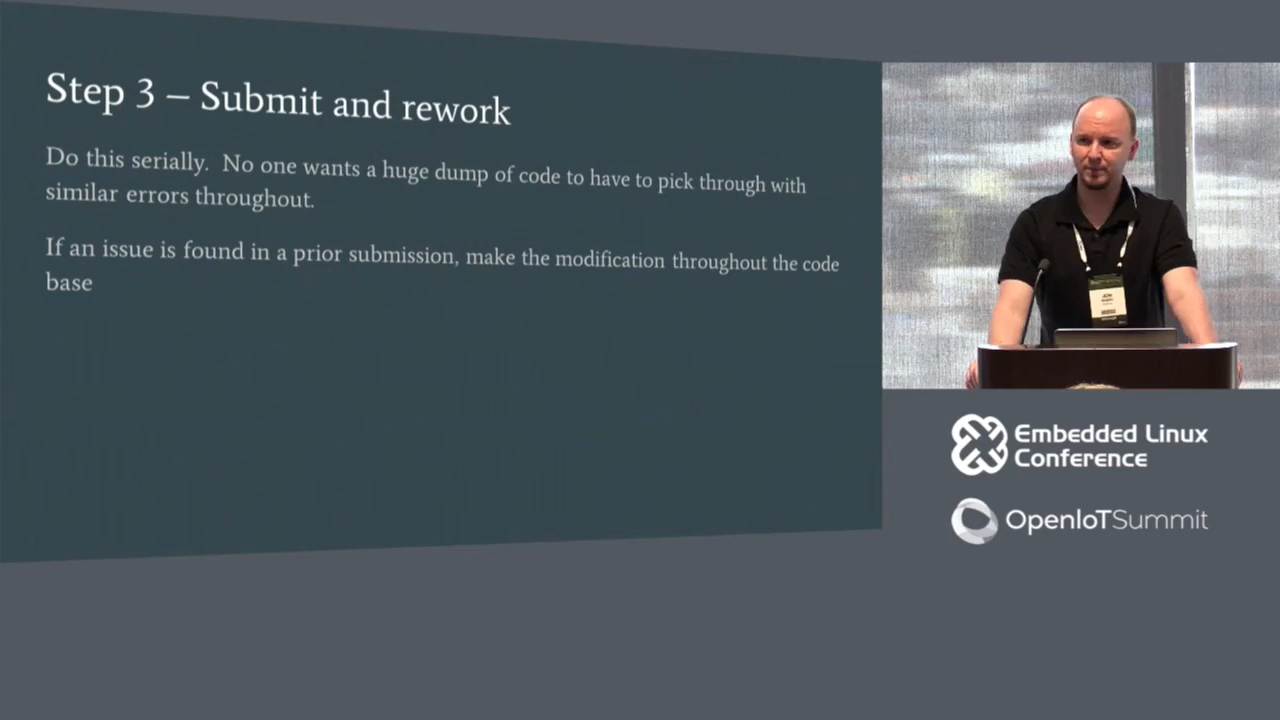 Step 3 – Submit and rework
Do this serially.  No one wants a huge dump of code to have to pick through with
similar errors throughout.
If an issue is found in a prior submission, make the modification throughout the code
base
Embedded Linux
Conference
OpenIoTSummit